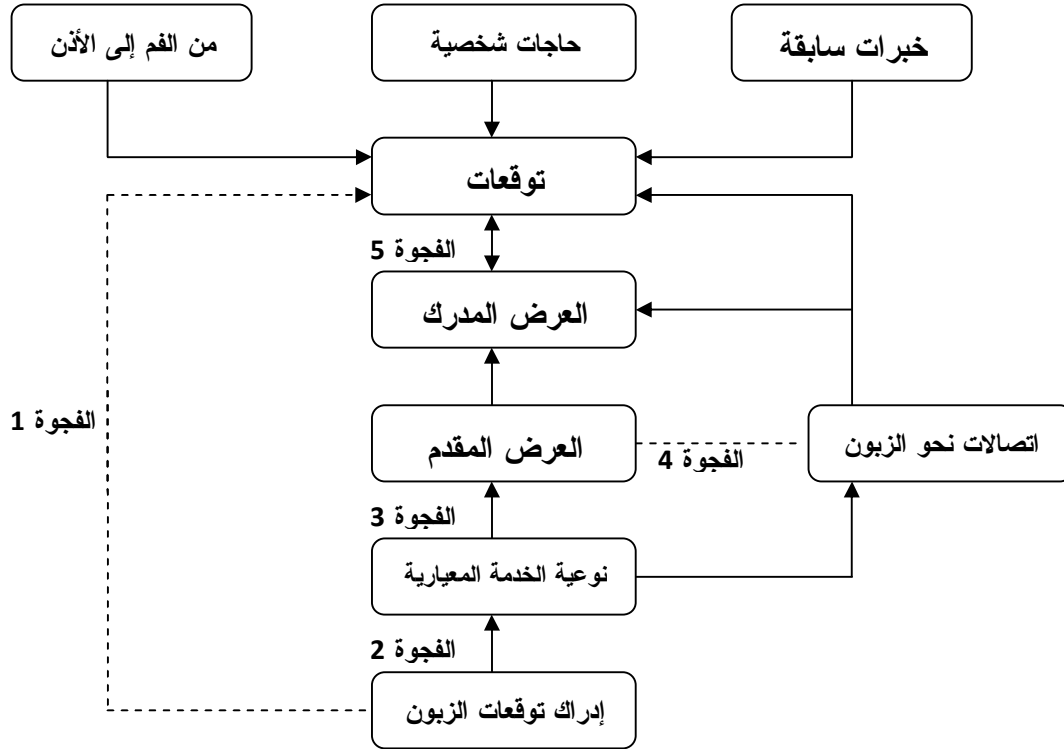 خبرات سابقة
حاجات شخصية
من الفم إلى الأذن
توقعات
الفجوة 5
العرض المدرك
الفجوة 1
اتصالات نحو الزبون
العرض المقدم
الفجوة 4
الفجوة 3
نوعية الخدمة المعيارية
الفجوة 2
إدراك توقعات الزبون